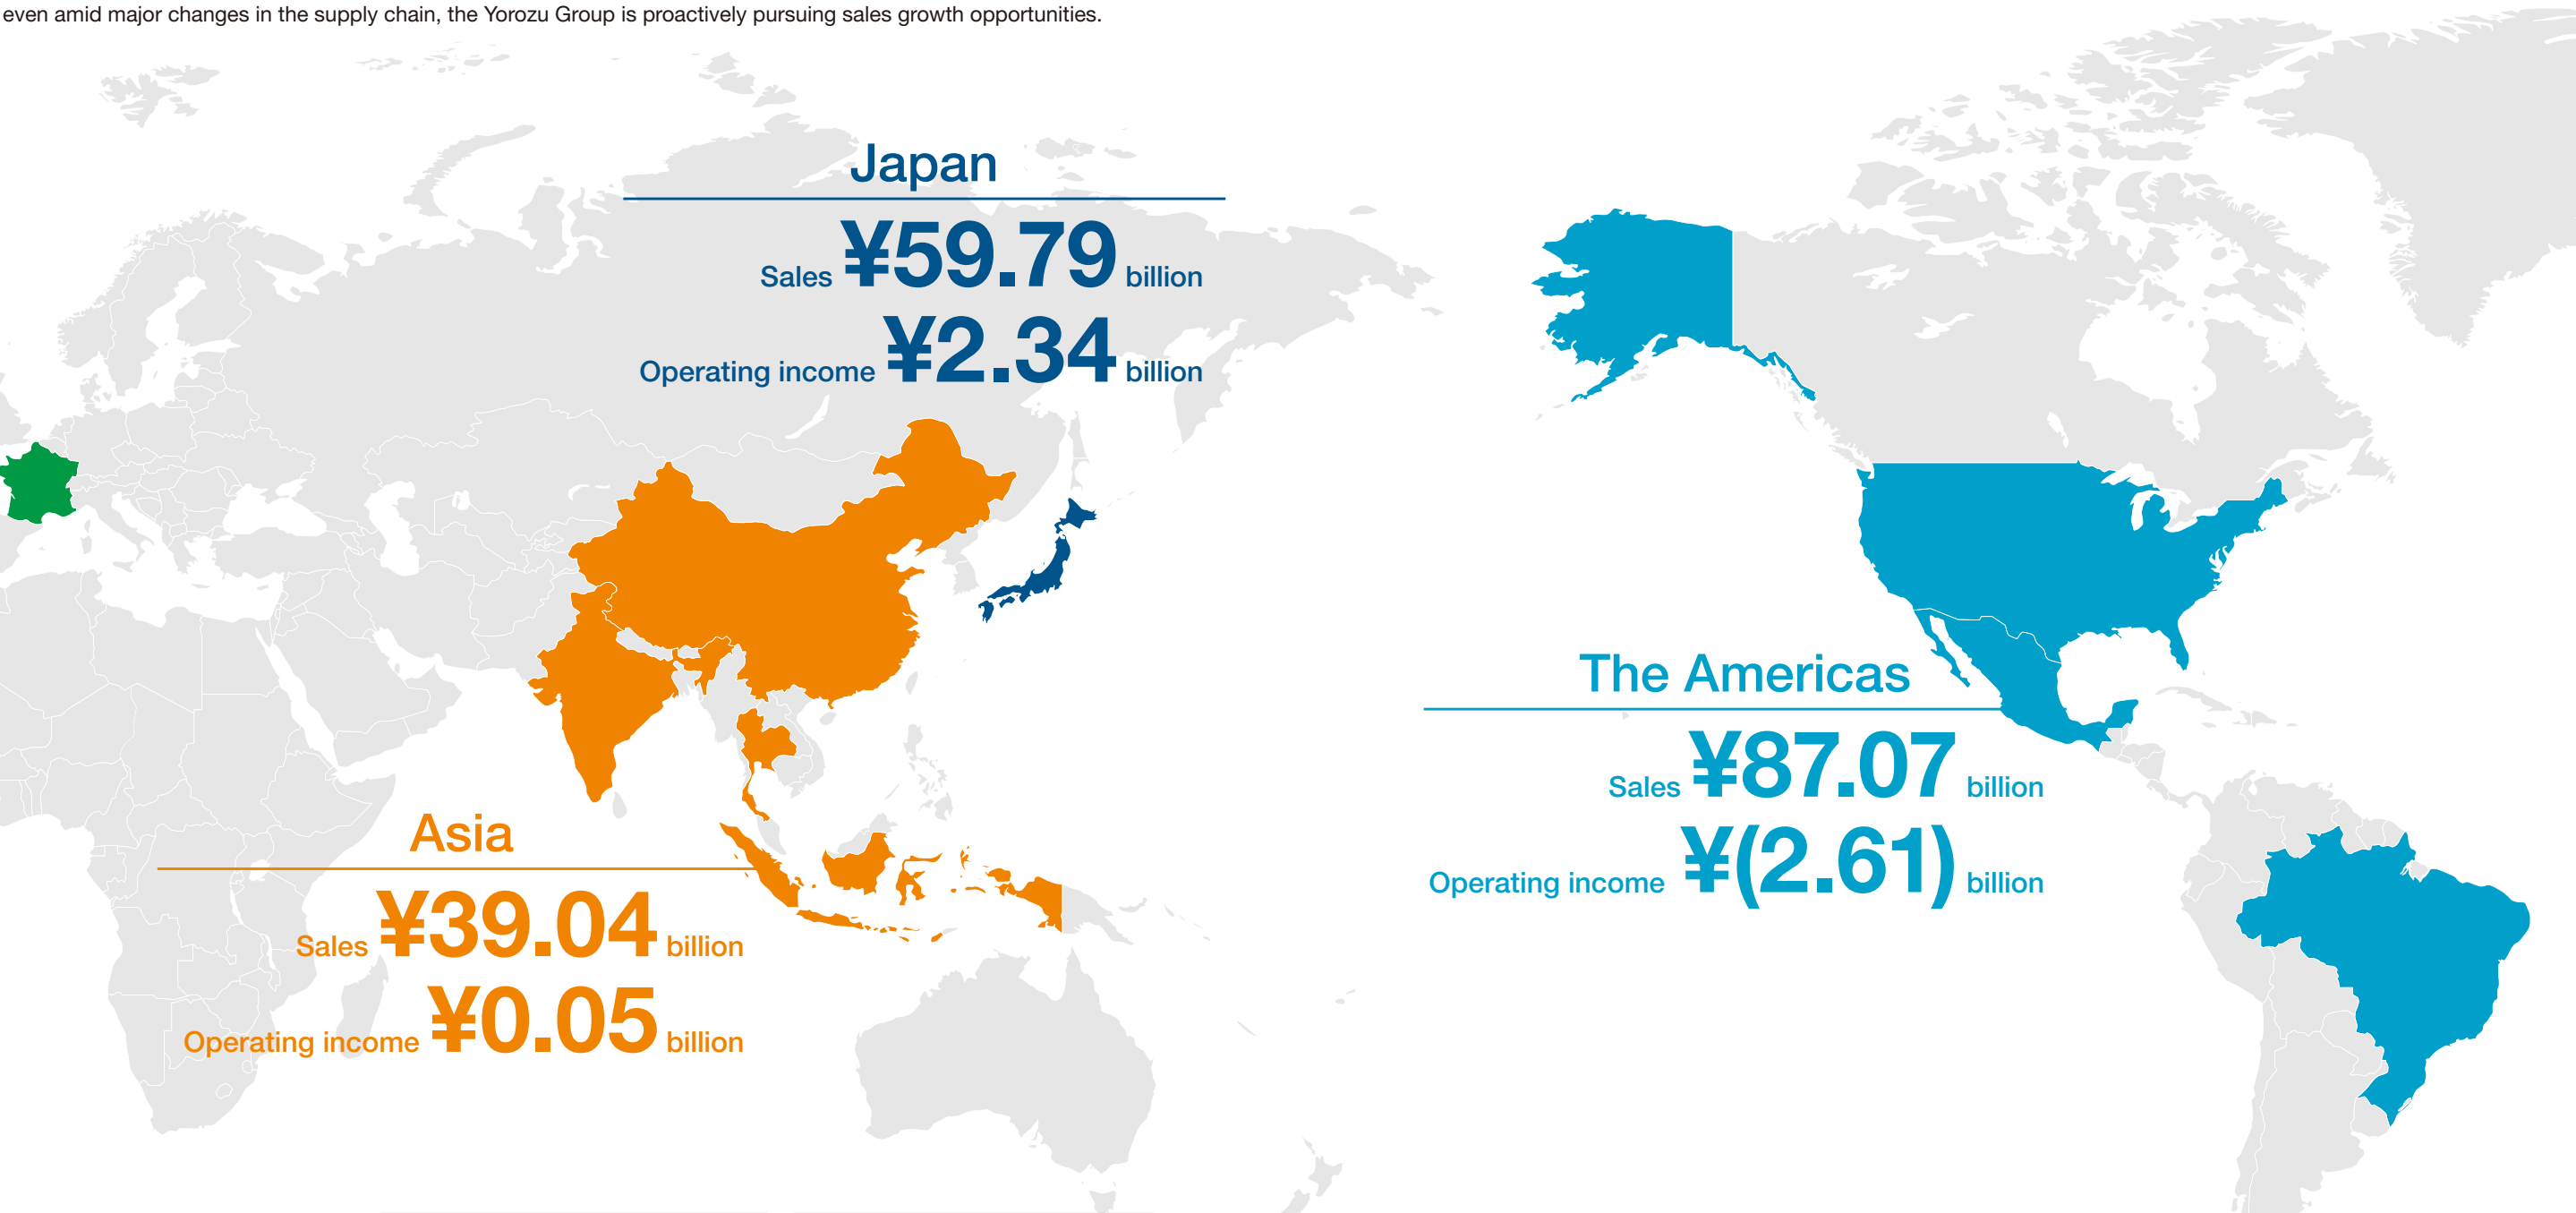 even amid major changes in the supply chain, the Yorozu Group is proactively pursuing sales growth opportunities.
Japan
Sales ¥59.79 billion
Operating income ¥2.34 billion
The Americas
Sales ¥87.07 billion
Operating income ¥(2.61) billion
Asia
Sales ¥39.04 billion
Operating income ¥0.05 billion